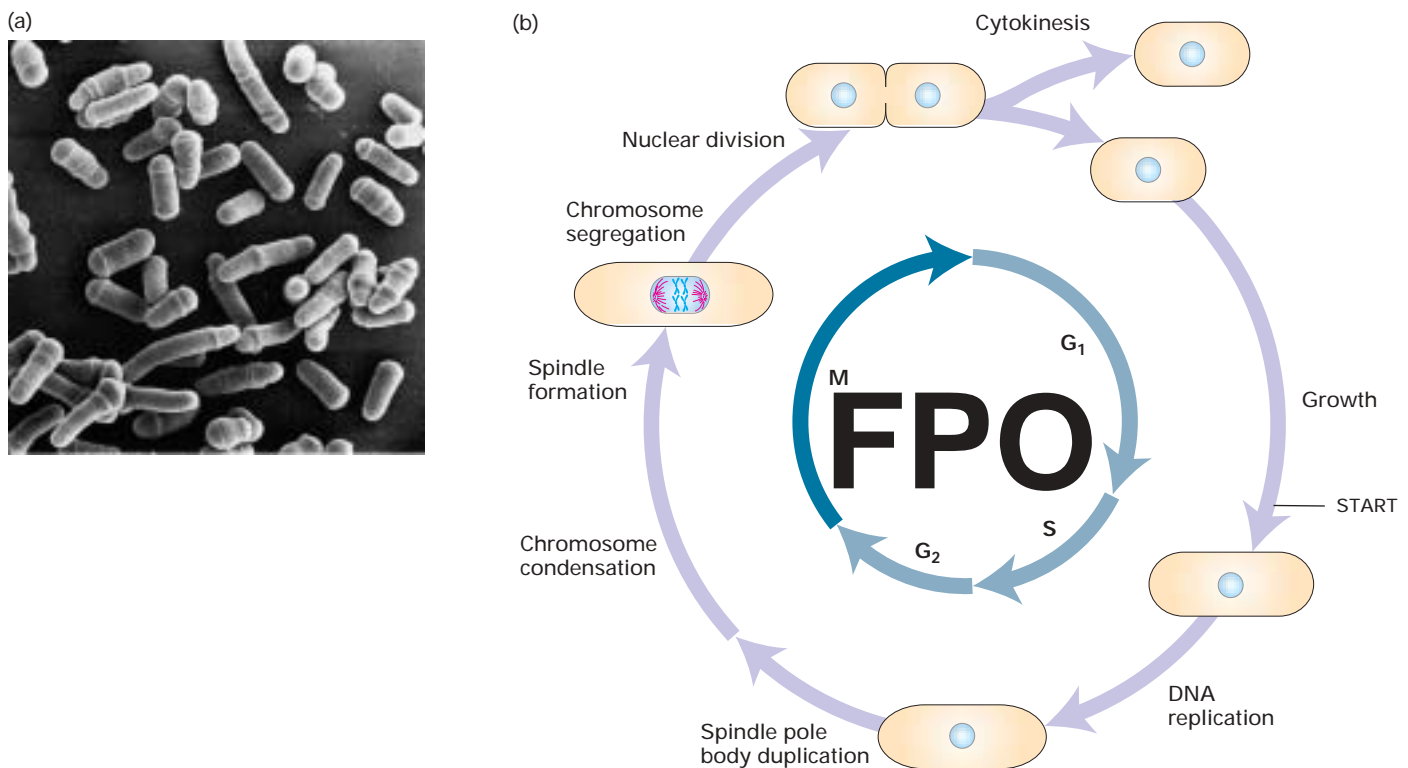 (a)
(b)
Cytokinesis
Nuclear division
Chromosome
segregation
Spindle
formation
Chromosome
condensation
Spindle pole
body duplication
DNA
replication
START
Growth
G₁
S
G₂
M
FPO